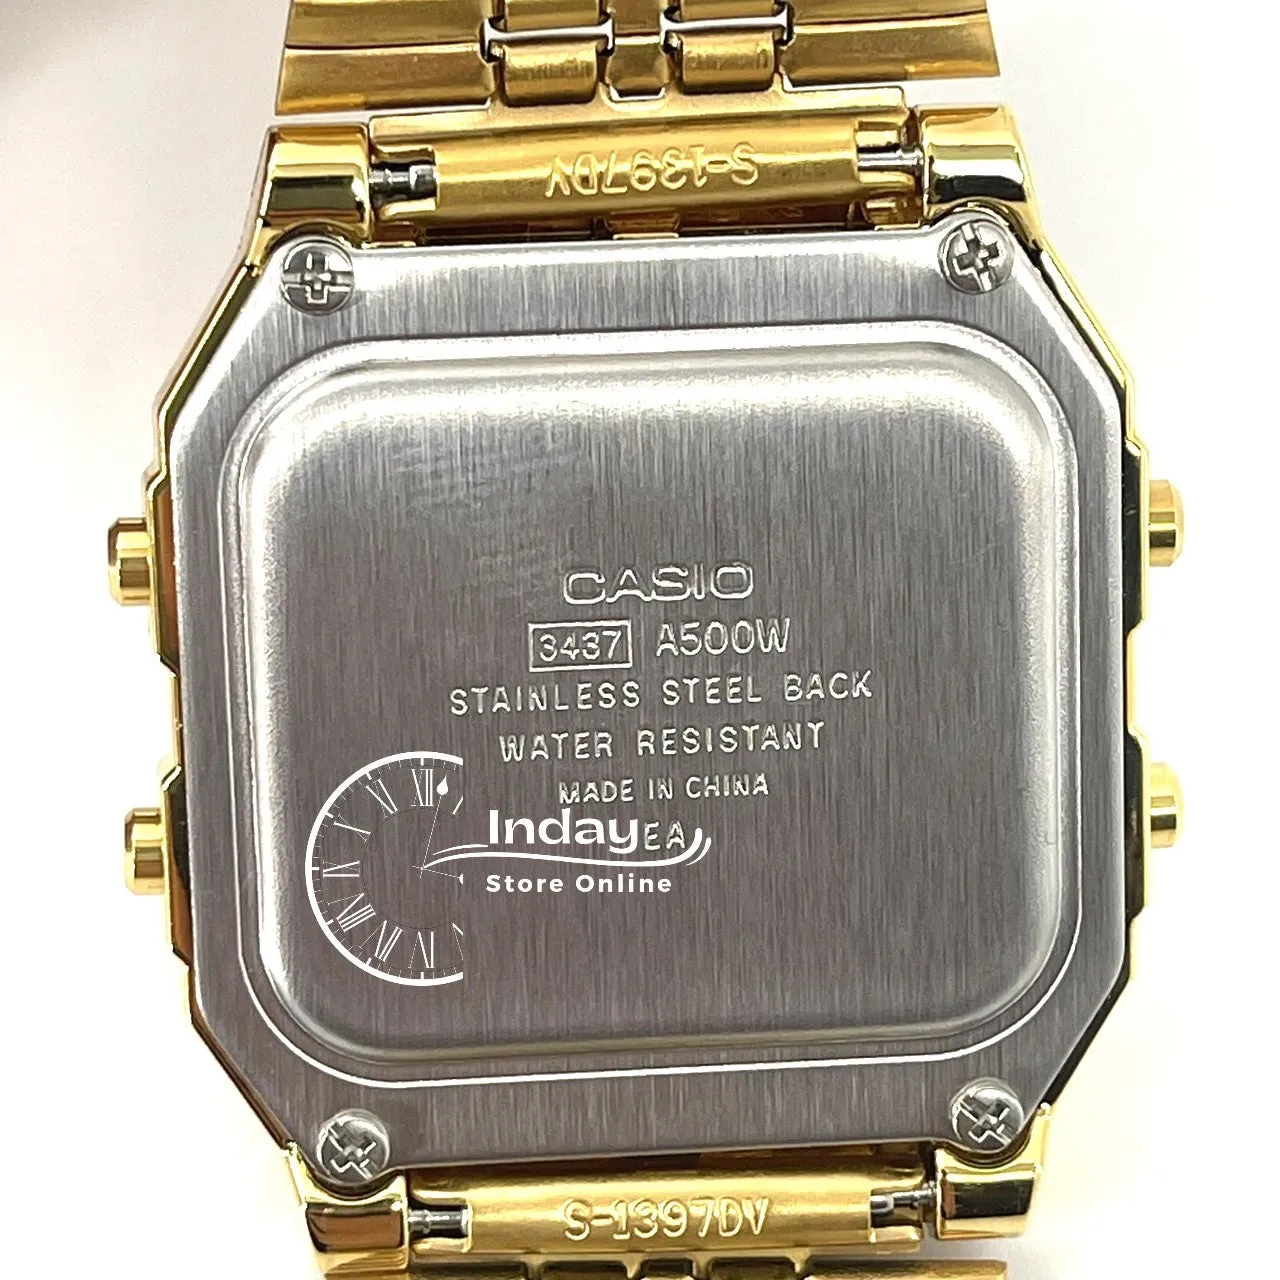 S-1397DV
CASIO
3437 A500W
STAINLESS STEEL BACK
WATER RESISTANT
MADE IN CHINA
EA
Inday
Store Online
S-1397DV